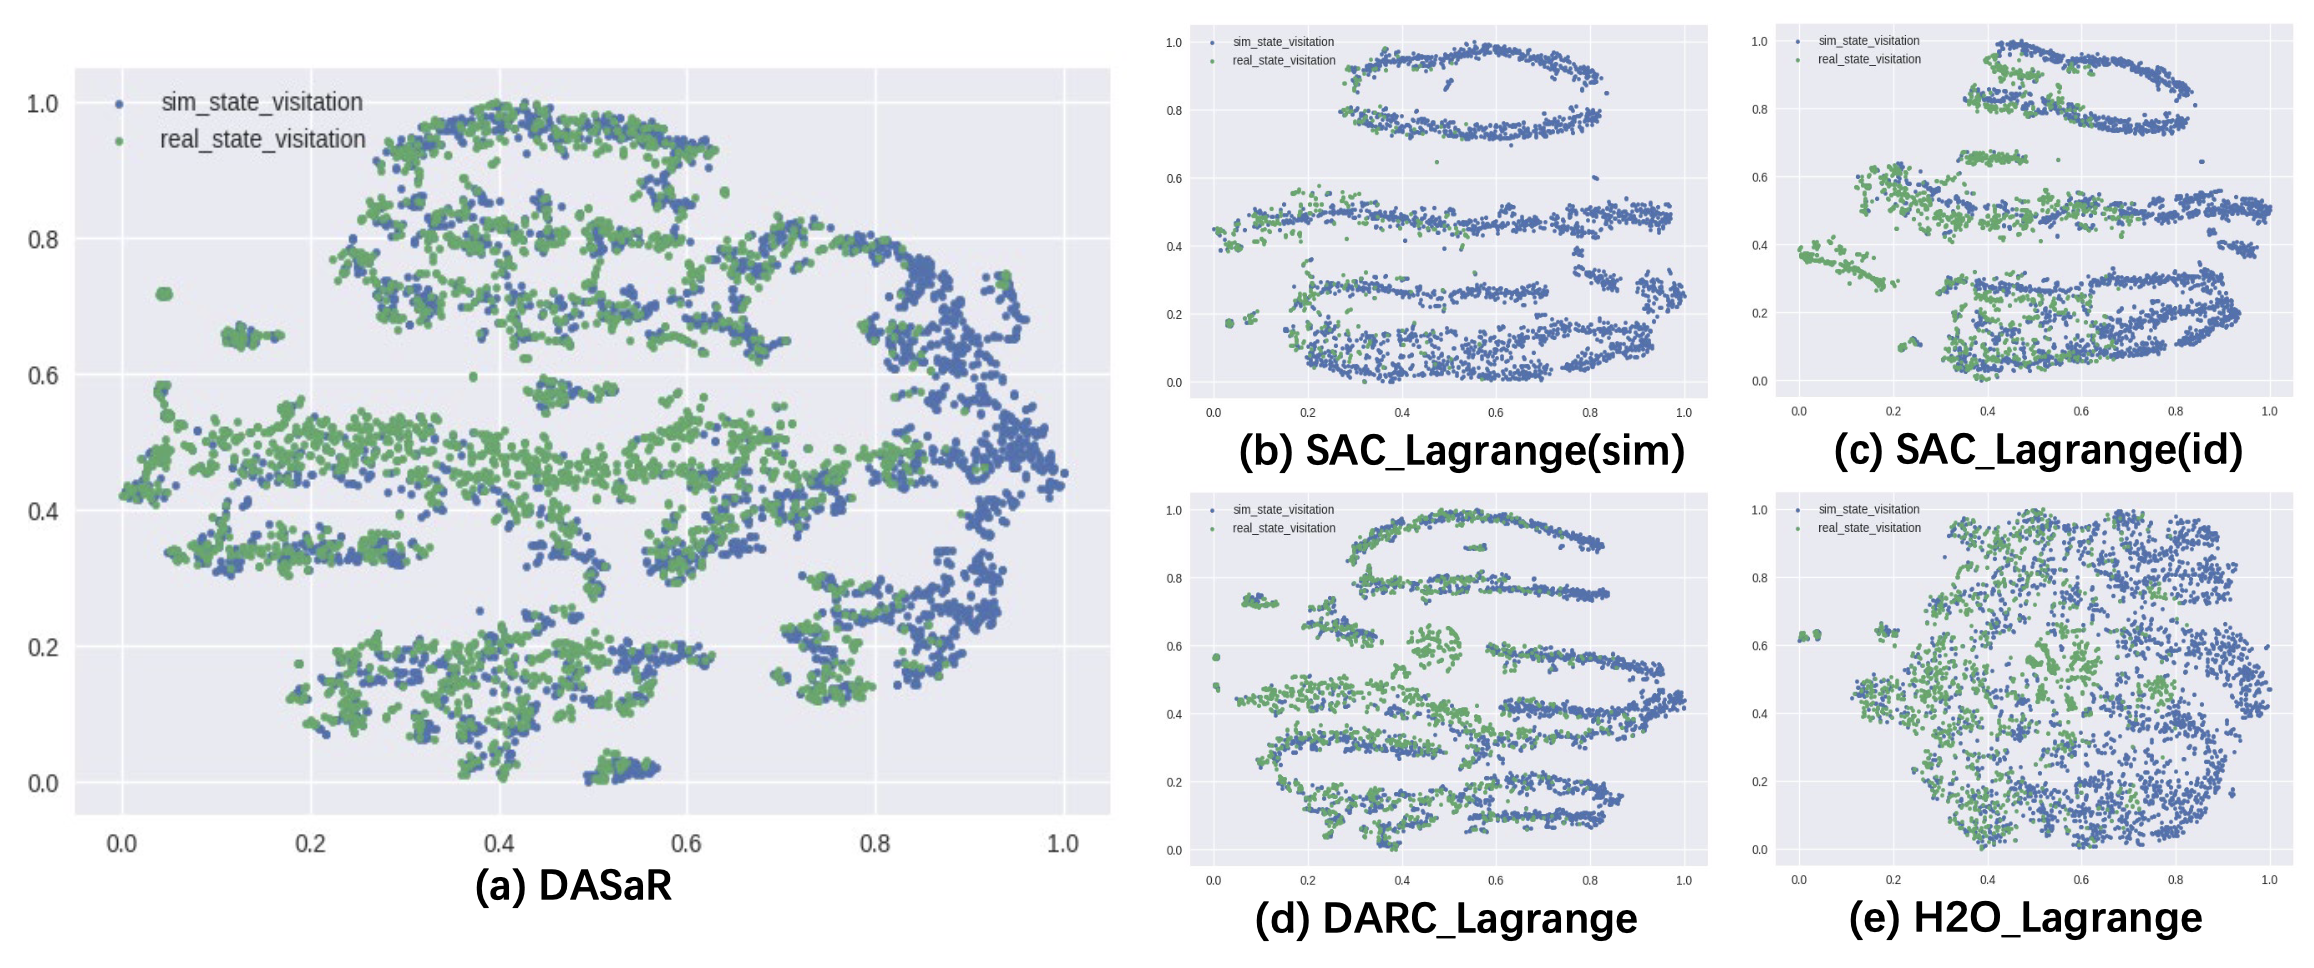 sim_state_visitation
real_state_visitation
1.0
0.8
0.6
0.4
0.2
0.0
0.0 0.2 0.4 0.6 0.8 1.0
(a) DASaR
sim_state_visitation
real_state_visitation
1.0
0.8
0.6
0.4
0.2
0.0
0.0 0.2 0.4 0.6 0.8 1.0
(b) SAC_Lagrange(sim)
sim_state_visitation
real_state_visitation
1.0
0.8
0.6
0.4
0.2
0.0
0.0 0.2 0.4 0.6 0.8 1.0
(c) SAC_Lagrange(id)
sim_state_visitation
real_state_visitation
1.0
0.8
0.6
0.4
0.2
0.0
0.0 0.2 0.4 0.6 0.8 1.0
(d) DARC_Lagrange
sim_state_visitation
real_state_visitation
1.0
0.8
0.6
0.4
0.2
0.0
0.0 0.2 0.4 0.6 0.8 1.0
(e) H2O_Lagrange